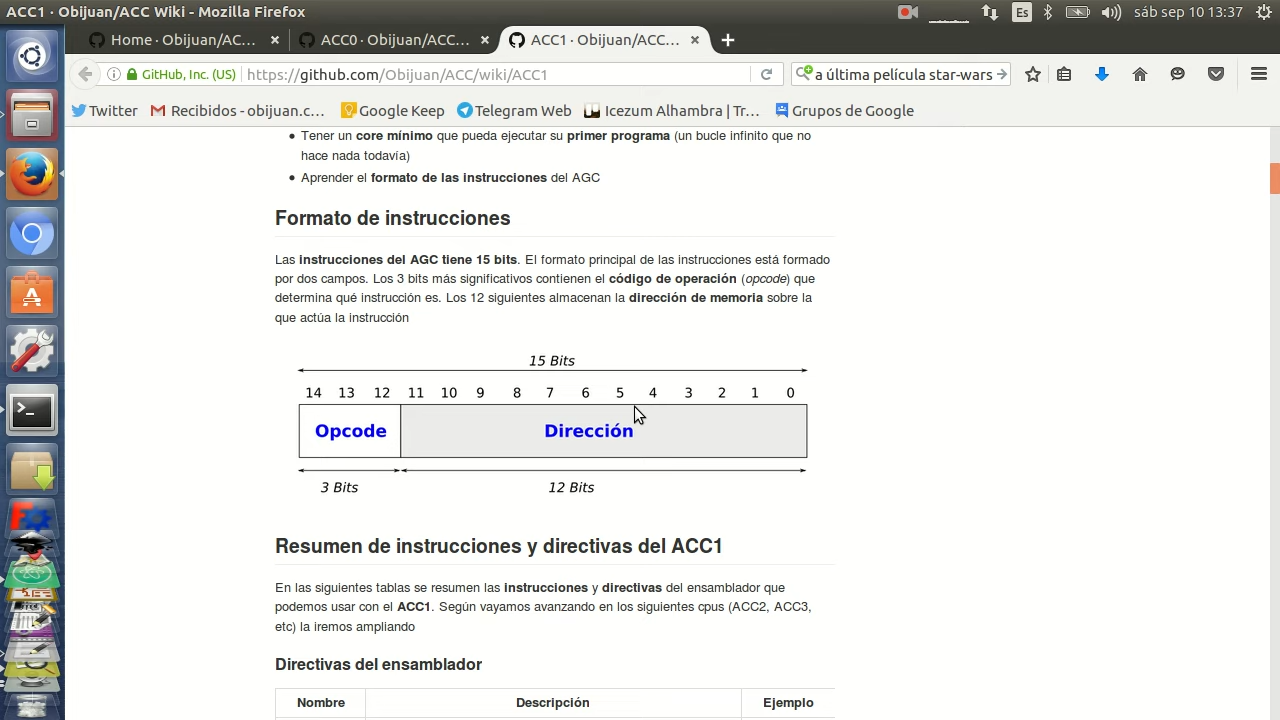 ACC1 · Obijuan/ACC Wiki - Mozilla Firefox
Es
sáb sep 10 13:37
Home · Obijuan/AC... ×
ACC0 · Obijuan/ACC... ×
ACC1 · Obijuan/ACC... ×
GitHub, Inc. (US)
https://github.com/Obijuan/ACC/wiki/ACC1
a última película star-wars
Twitter
Recibidos - obijuan.c...
Google Keep
Telegram Web
Icezum Alhambra | Tr...
Grupos de Google
Tener un core mínimo que pueda ejecutar su primer programa (un bucle infinito que no
hace nada todavía)
Aprender el formato de las instrucciones del AGC
Formato de instrucciones
Las instrucciones del AGC tiene 15 bits. El formato principal de las instrucciones está formado
por dos campos. Los 3 bits más significativos contienen el código de operación (opcode) que
determina qué instrucción es. Los 12 siguientes almacenan la dirección de memoria sobre la
que actúa la instrucción
15 Bits
14 13 12 11 10 9 8 7 6 5 4 3 2 1 0
Opcode Dirección
3 Bits 12 Bits
Resumen de instrucciones y directivas del ACC1
En las siguientes tablas se resumen las instrucciones y directivas del ensamblador que
podemos usar con el ACC1. Según vayamos avanzando en los siguientes cpus (ACC2, ACC3,
etc) la iremos ampliando
Directivas del ensamblador
Nombre Descripción Ejemplo